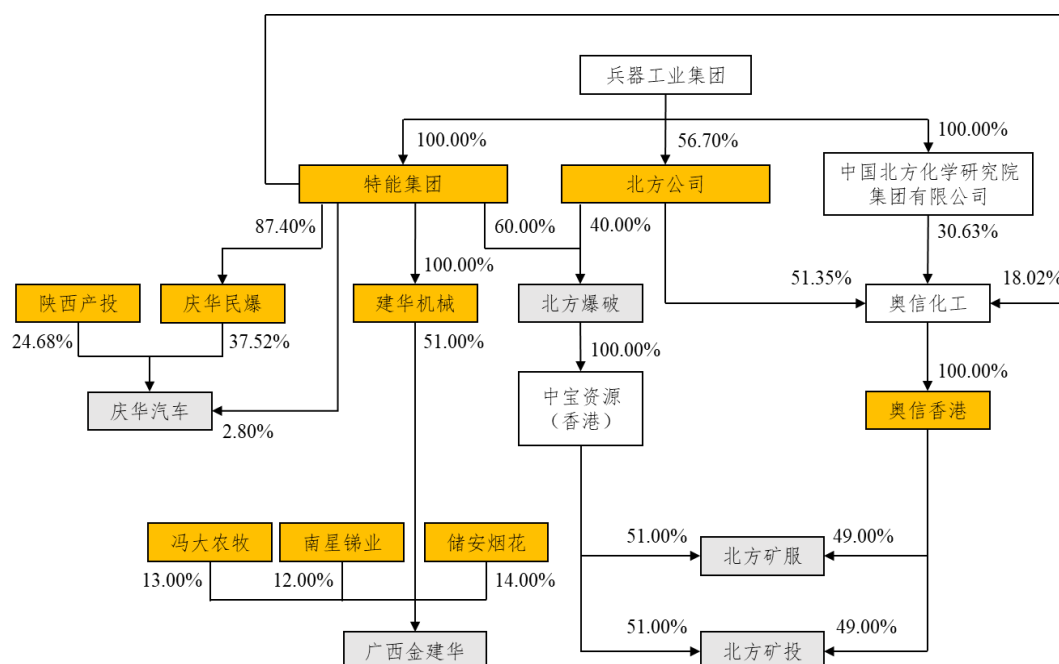 兵器工业集团
100.00%
56.70%
100.00%
特能集团
北方公司
中国北方化学研究院
集团有限公司
87.40%
60.00%
40.00%
30.63%
100.00%
51.35%
18.02%
陕西产投
庆华民爆
建华机械
北方爆破
奥信化工
24.68%
37.52%
51.00%
100.00%
100.00%
庆华汽车
中宝资源
（香港）
奥信香港
2.80%
冯大农牧
南星锑业
储安烟花
51.00%
北方矿服
49.00%
13.00%
12.00%
14.00%
广西金建华
51.00%
北方矿投
49.00%